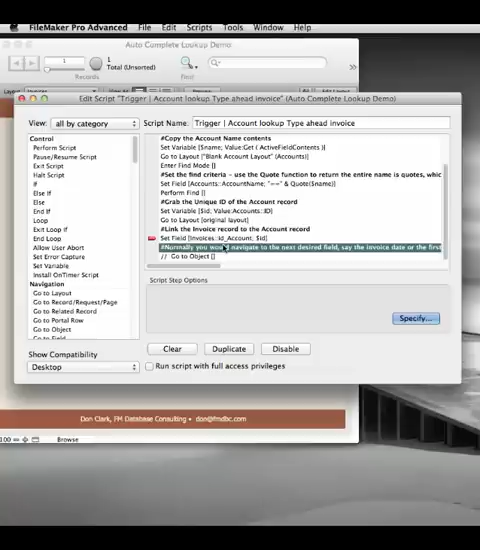 FileMaker Pro Advanced File Edit Scripts Tools Window Help
Auto Complete Lookup Demo
1
1
Total (Unsorted)
Records
Find
Edit Script "Trigger | Account lookup Type ahead invoice" (Auto Complete Lookup Demo)
View: all by category
Script Name: Trigger | Account lookup Type ahead invoice
Control
Perform Script
Pause/Resume Script
Exit Script
Halt Script
If
Else If
Else
End If
Loop
Exit Loop If
End Loop
Allow User Abort
Set Error Capture
Set Variable
Install OnTimer Script
Navigation
Go to Layout
Go to Record/Request/Page
Go to Related Record
Go to Portal Row
Go to Object
Go to Field
#Copy the Account Name contents
Set Variable [$name; Value:Get ( ActiveFieldContents )]
Go to Layout ["Blank Account Layout" (Accounts)]
Enter Find Mode []
#Set the find criteria - use the Quote function to return the entire name is quotes, whic
Set Field [Accounts::AccountName; "==" & Quote($name)]
Perform Find []
#Grab the Unique ID of the Account record
Set Variable [$id; Value:Accounts::ID]
Go to Layout [original layout]
#Link the Invoice record to the Account record
Set Field [Invoices::id_Account; $id]
#Normally you would navigate to the next desired field, say the invoice date or the first
// Go to Object []
Script Step Options
Specify...
Show Compatibility
Desktop
Clear Duplicate Disable
Run script with full access privileges
Don Clark, FM Database Consulting • don@fmdbc.com
Browse